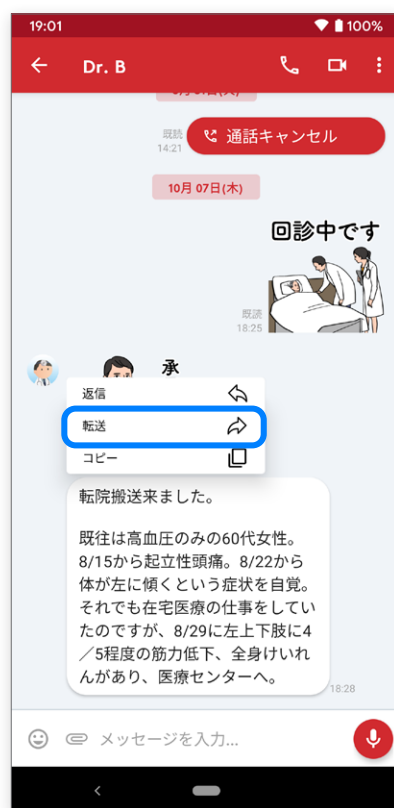 19:01
100%
Dr. B
既読
14:21
通話キャンセル
10月 07日(木)
回診中です
既読
18:25
承
返信
転送
コピー
転院搬送来ました。
既往は高血圧のみの60代女性。
8/15から起立性頭痛。8/22から
体が左に傾くという症状を自覚。
それでも在宅医療の仕事をしてい
たのですが、8/29に左上下肢に4
／5程度の筋力低下、全身けいれ
んがあり、医療センターへ。
18:28
メッセージを入力...